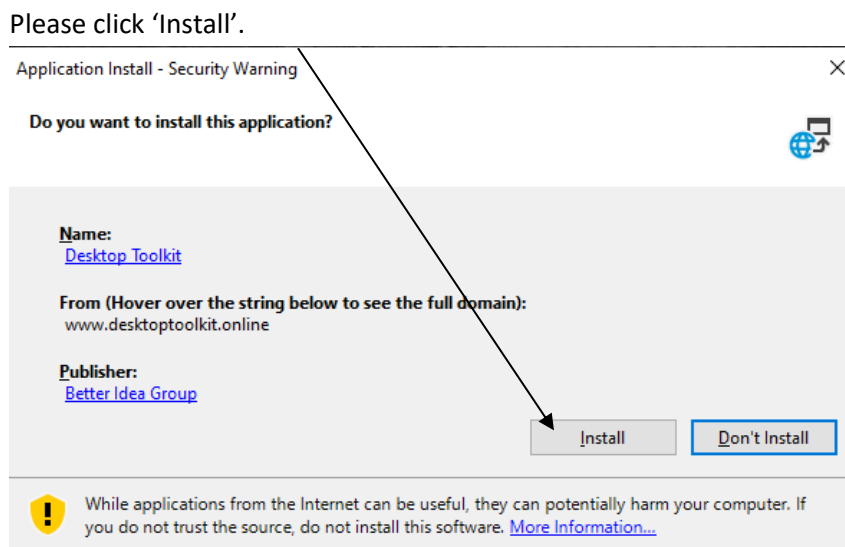 Please click ‘Install’.
Application Install - Security Warning
Do you want to install this application?
Name:
Desktop Toolkit
From (Hover over the string below to see the full domain):
www.desktoptoolkit.online
Publisher:
Better Idea Group
Install
Don't Install
While applications from the Internet can be useful, they can potentially harm your computer. If
you do not trust the source, do not install this software. More Information...